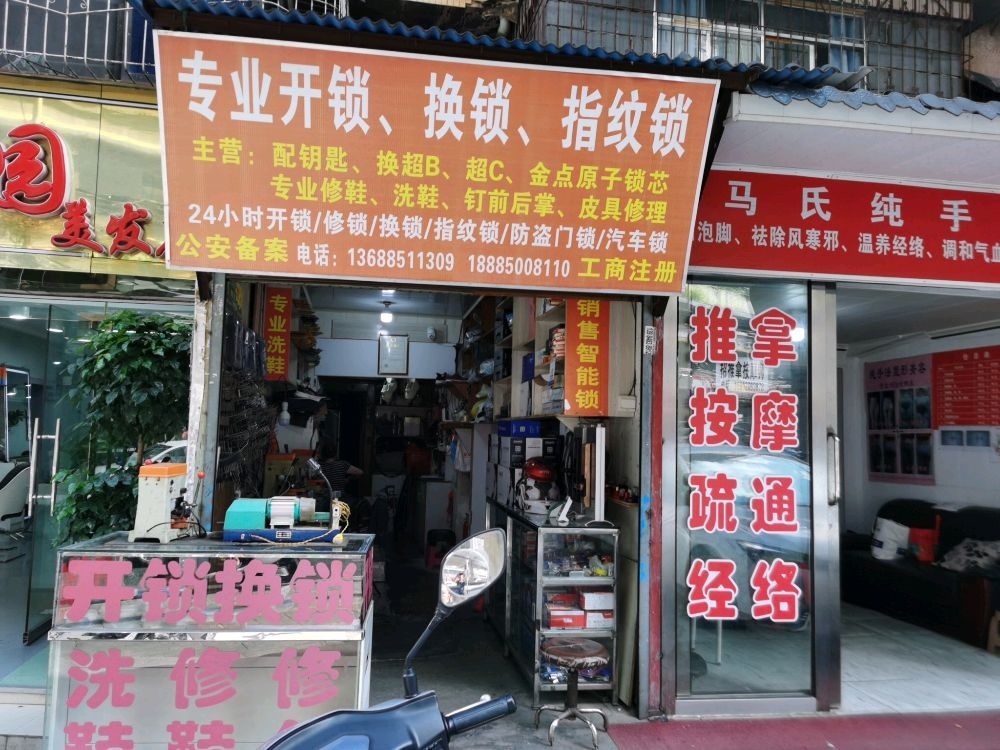 专业开锁、换锁、指纹锁
主营：配钥匙、换超B、超C、金点原子锁芯
专业修鞋、洗鞋、钉前后掌、皮具修理
24小时开锁/修锁/换锁/指纹锁/防盗门锁/汽车锁
公安备案 电话：13688511309 18885008110 工商注册
美发
马氏纯手
泡脚、祛除风寒邪、温养经络、调和气血
专业洗鞋
销售智能锁
推按疏经
拿摩通络
开锁换锁
洗修修
鞋鞋